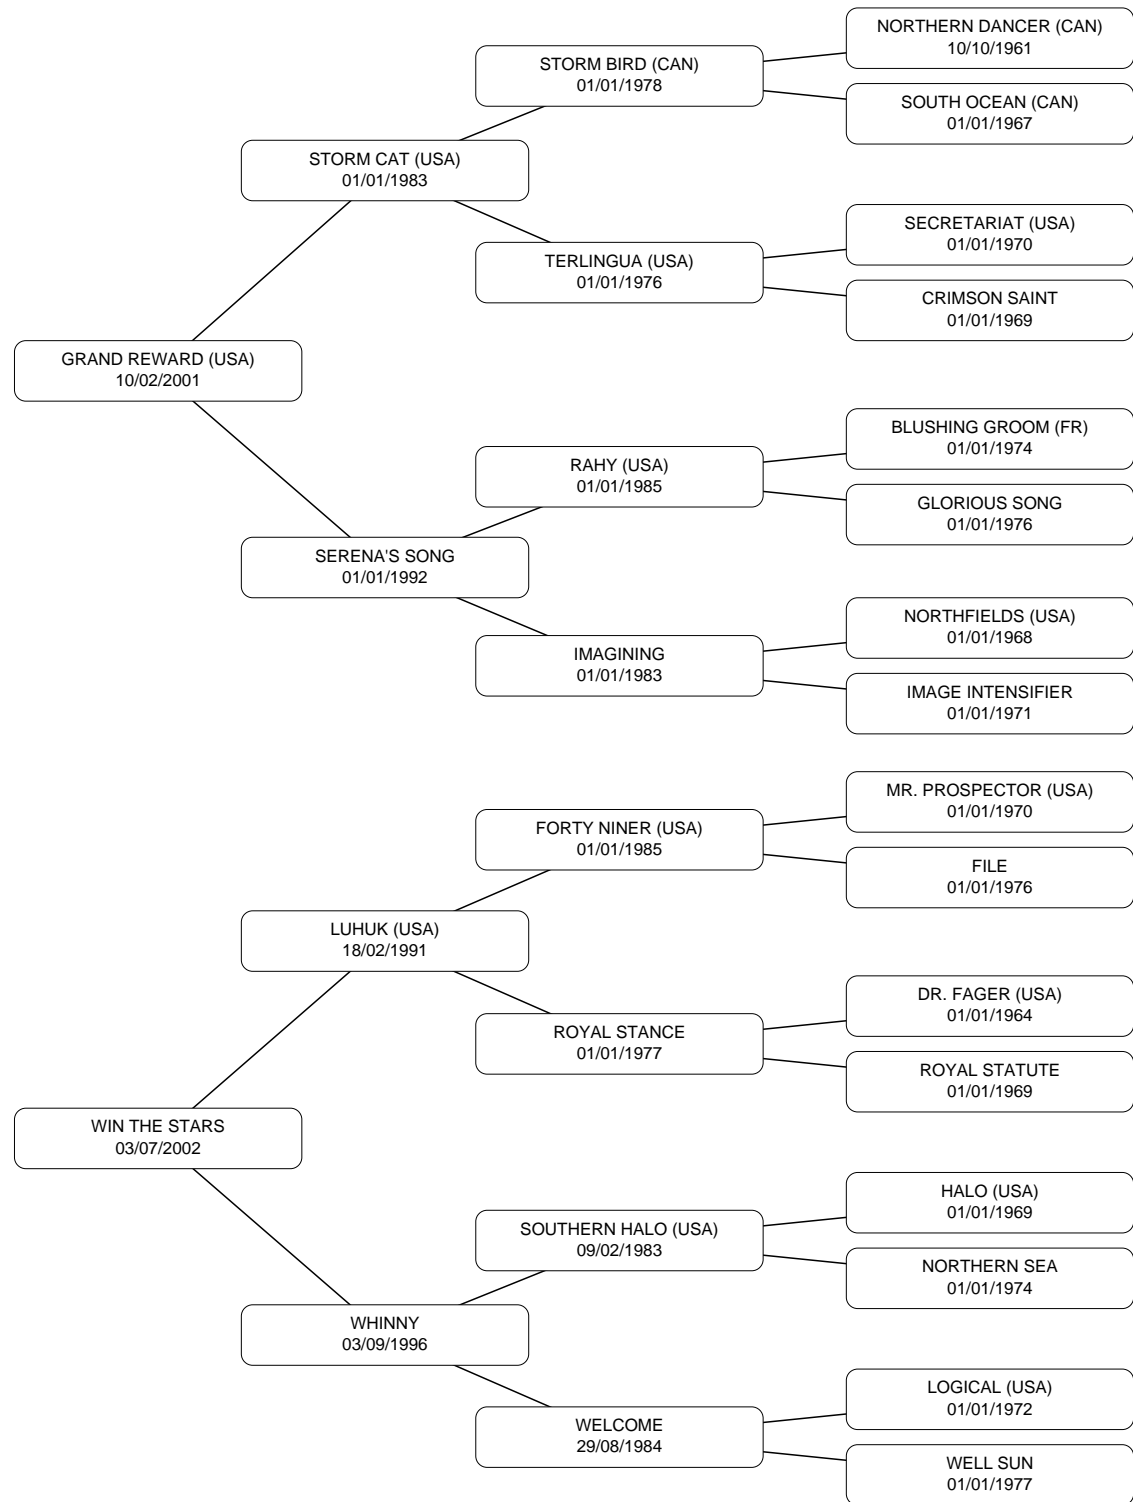 NORTHERN DANCER (CAN)
10/10/1961
STORM BIRD (CAN)
01/01/1978
SOUTH OCEAN (CAN)
01/01/1967
STORM CAT (USA)
01/01/1983
SECRETARIAT (USA)
01/01/1970
TERLINGUA (USA)
01/01/1976
CRIMSON SAINT
01/01/1969
GRAND REWARD (USA)
10/02/2001
BLUSHING GROOM (FR)
01/01/1974
RAHY (USA)
01/01/1985
GLORIOUS SONG
01/01/1976
SERENA'S SONG
01/01/1992
NORTHFIELDS (USA)
01/01/1968
IMAGINING
01/01/1983
IMAGE INTENSIFIER
01/01/1971
MR. PROSPECTOR (USA)
01/01/1970
FORTY NINER (USA)
01/01/1985
FILE
01/01/1976
LUHUK (USA)
18/02/1991
DR. FAGER (USA)
01/01/1964
ROYAL STANCE
01/01/1977
ROYAL STATUTE
01/01/1969
WIN THE STARS
03/07/2002
HALO (USA)
01/01/1969
SOUTHERN HALO (USA)
09/02/1983
NORTHERN SEA
01/01/1974
WHINNY
03/09/1996
LOGICAL (USA)
01/01/1972
WELCOME
29/08/1984
WELL SUN
01/01/1977